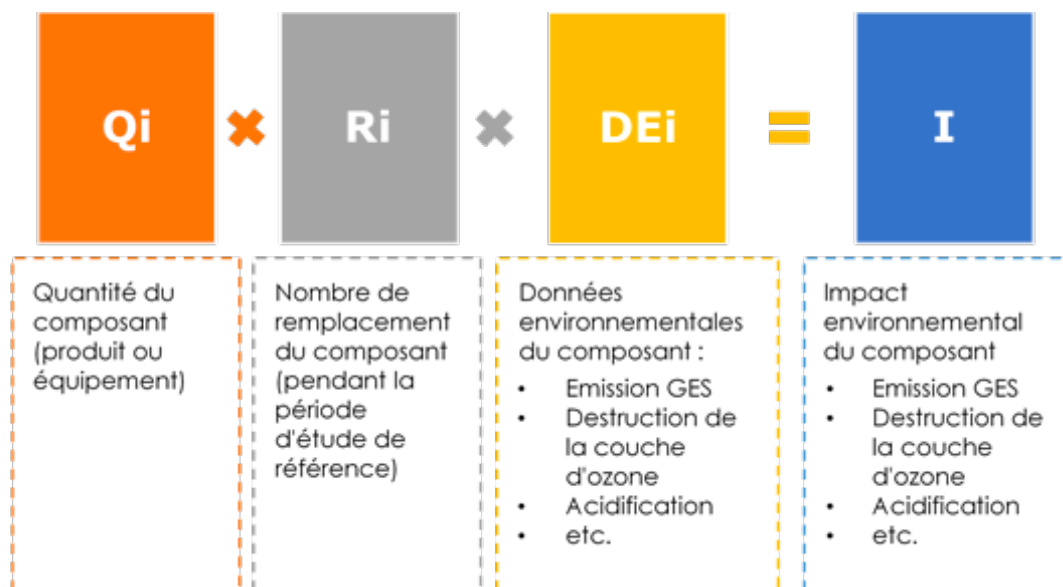 Qi × Ri × DEi = I
Quantité du
composant
(produit ou
équipement)
Nombre de
remplacement
du composant
(pendant la
période
d'étude de
référence)
Données
environnementales
du composant :
• Emission GES
• Destruction de
la couche
d'ozone
• Acidification
• etc.
Impact
environnemental
du composant
• Emission GES
• Destruction de
la couche
d'ozone
• Acidification
• etc.